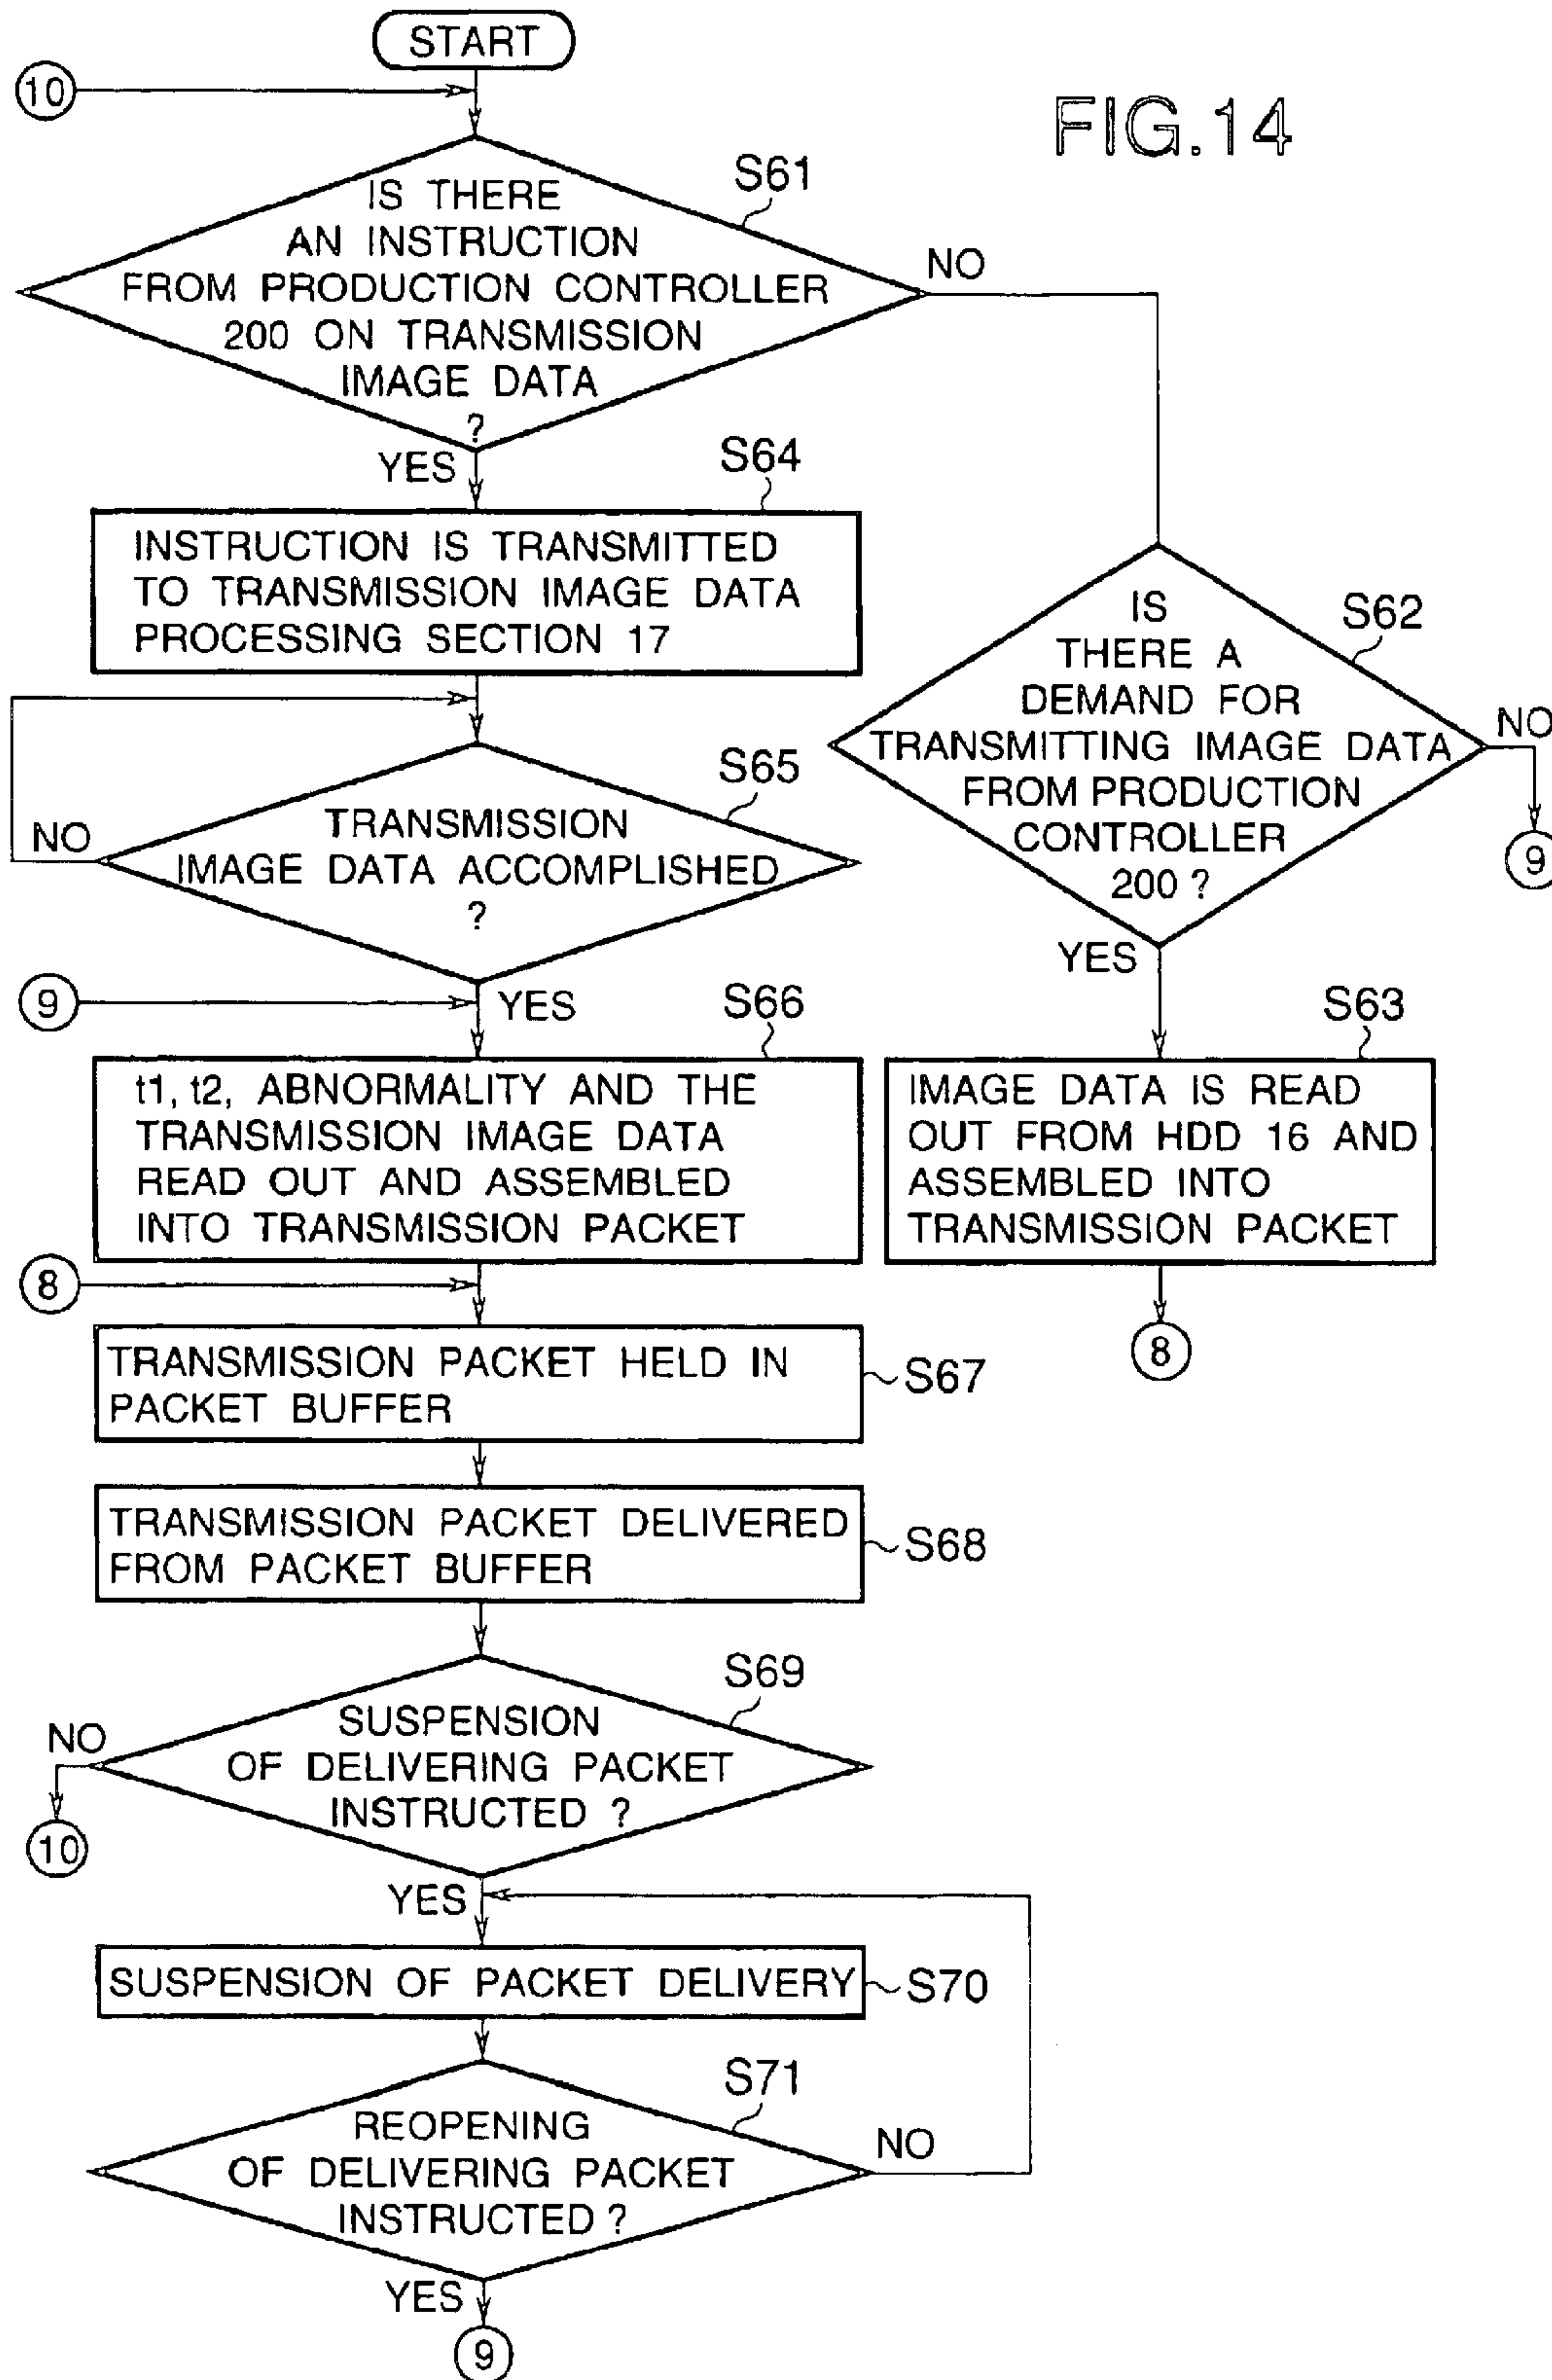 START
10
FIG.14
S61
IS THERE
AN INSTRUCTION
FROM PRODUCTION CONTROLLER
200 ON TRANSMISSION
IMAGE DATA
?
NO
YES
S64
INSTRUCTION IS TRANSMITTED
TO TRANSMISSION IMAGE DATA
PROCESSING SECTION 17
S62
IS
THERE A
DEMAND FOR
TRANSMITTING IMAGE DATA
FROM PRODUCTION
CONTROLLER
200 ?
NO
9
YES
S65
TRANSMISSION
IMAGE DATA ACCOMPLISHED
?
NO
YES
9
S66
t1, t2, ABNORMALITY AND THE
TRANSMISSION IMAGE DATA
READ OUT AND ASSEMBLED
INTO TRANSMISSION PACKET
S63
IMAGE DATA IS READ
OUT FROM HDD 16 AND
ASSEMBLED INTO
TRANSMISSION PACKET
8
8
TRANSMISSION PACKET HELD IN
PACKET BUFFER
S67
TRANSMISSION PACKET DELIVERED
FROM PACKET BUFFER
S68
S69
SUSPENSION
OF DELIVERING PACKET
INSTRUCTED ?
NO
10
YES
SUSPENSION OF PACKET DELIVERY
S70
S71
REOPENING
OF DELIVERING PACKET
INSTRUCTED ?
NO
YES
9